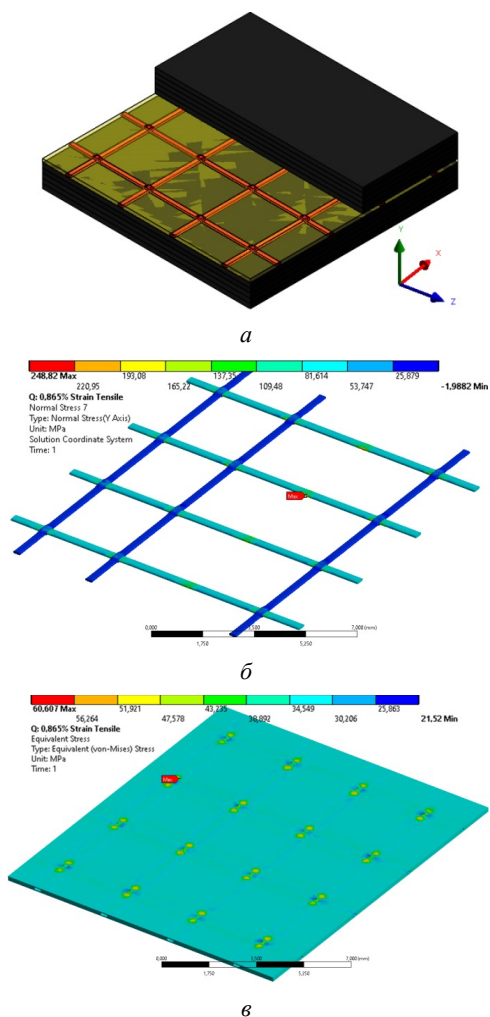 Y
X
Z
а
248,82 Max 193,08 137,35 81,614 25,879
220,95 165,22 109,48 53,747 -1,9882 Min
Q: 0,865% Strain Tensile
Normal Stress 7
Type: Normal Stress(Y Axis)
Unit: MPa
Solution Coordinate System
Time: 1
Max
0,000 3,500 7,000 (mm)
1,750 5,250
б
60,607 Max 51,921 43,235 34,549 25,863
56,264 47,578 38,892 30,206 21,52 Min
Q: 0,865% Strain Tensile
Equivalent Stress
Type: Equivalent (von-Mises) Stress
Unit: MPa
Time: 1
Max
0,000 3,500 7,000 (mm)
1,750 5,250
в